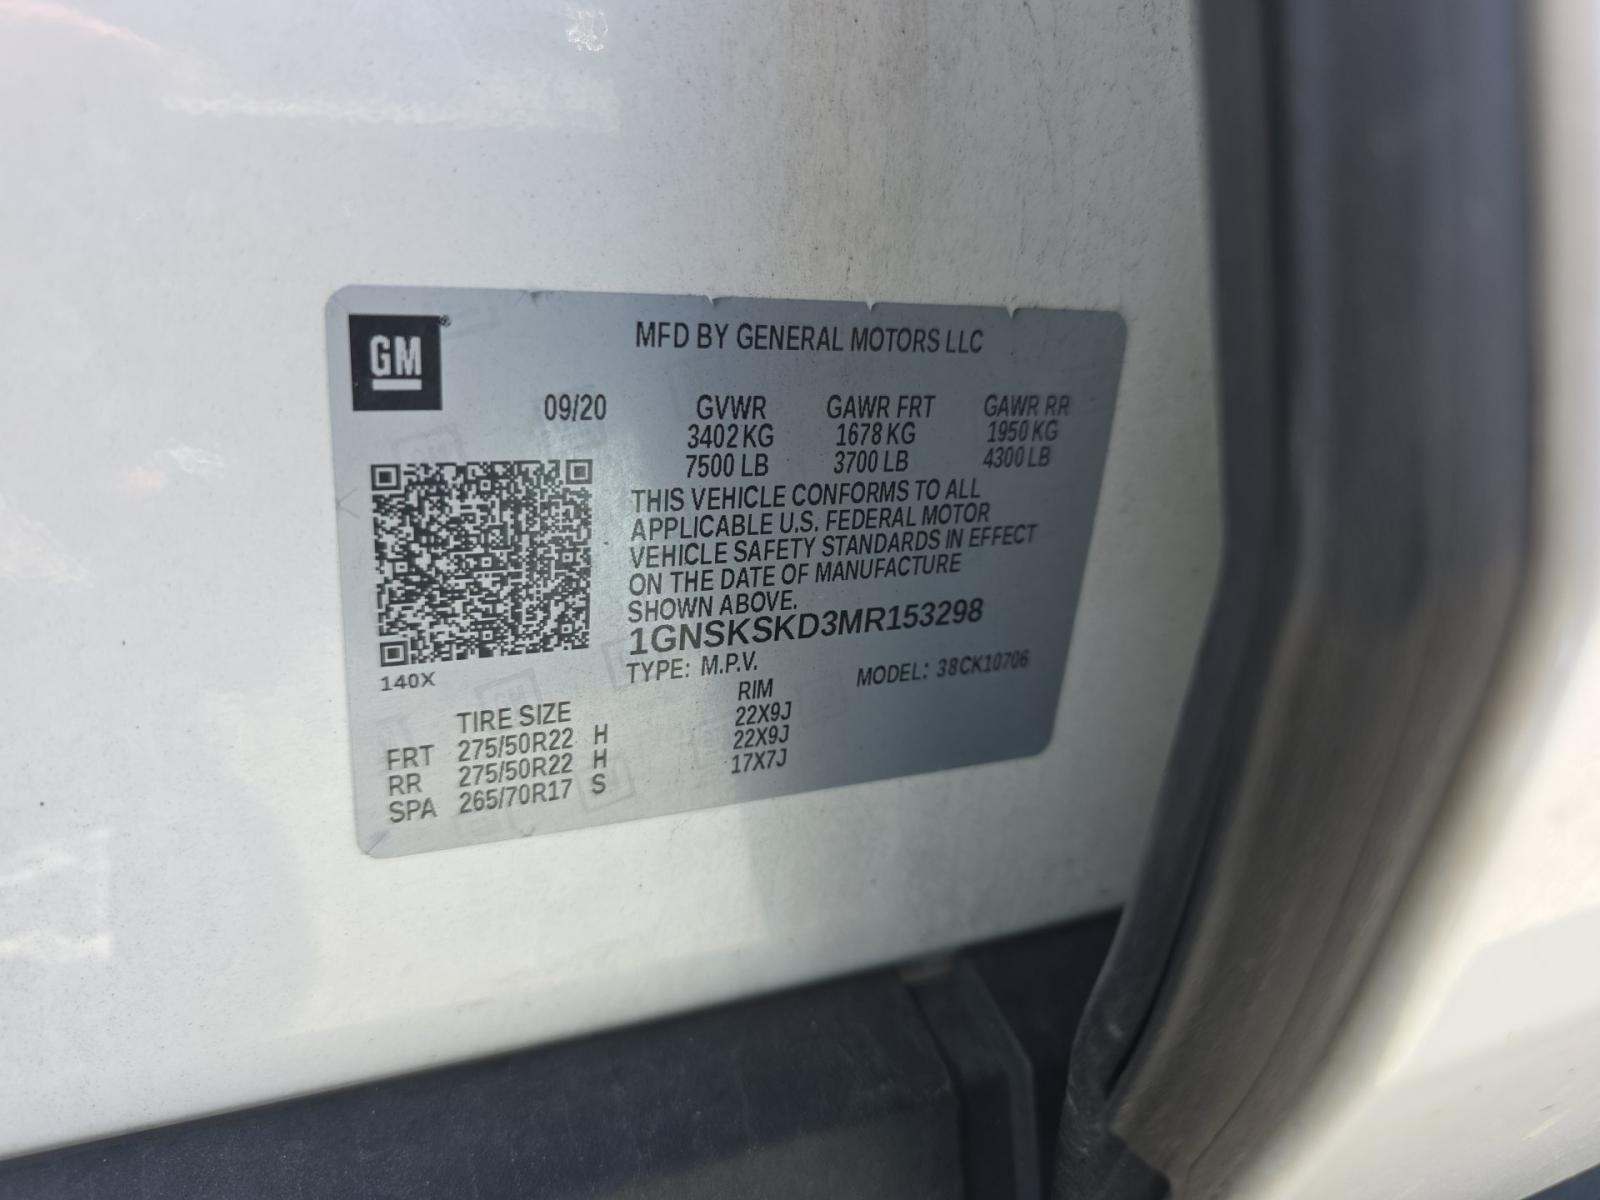 GM
MFD BY GENERAL MOTORS LLC
09/20 GVWR GAWR FRT GAWR RR
3402 KG 1678 KG 1950 KG
7500 LB 3700 LB 4300 LB
THIS VEHICLE CONFORMS TO ALL
APPLICABLE U.S. FEDERAL MOTOR
VEHICLE SAFETY STANDARDS IN EFFECT
ON THE DATE OF MANUFACTURE
SHOWN ABOVE.
1GNSKSKD3MR153298
140X
TYPE: M.P.V. MODEL: 38CK10706
TIRE SIZE RIM
FRT 275/50R22 H 22X9J
RR 275/50R22 H 22X9J
SPA 265/70R17 S 17X7J